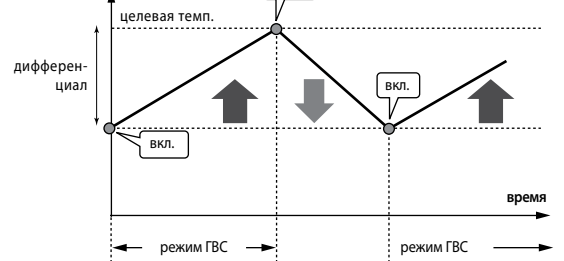 целевая темп.
дифферен-
циал
вкл.
вкл.
время
режим ГВС
режим ГВС